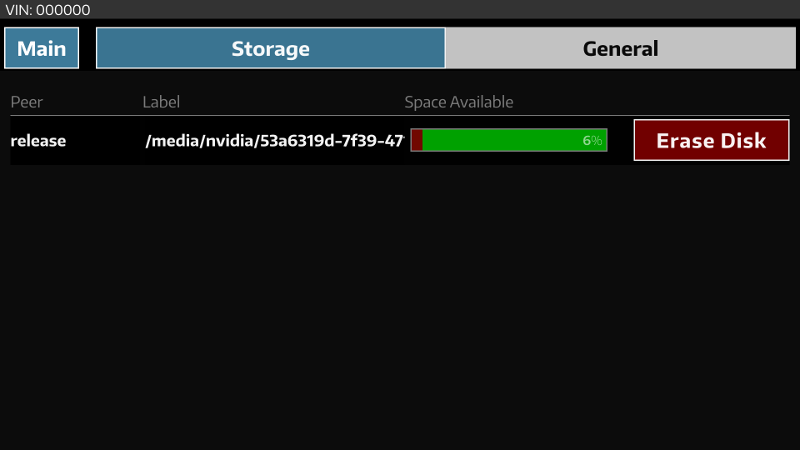 VIN: 000000
Main Storage General
Peer Label Space Available
release /media/nvidia/53a6319d-7f39-47 6% Erase Disk